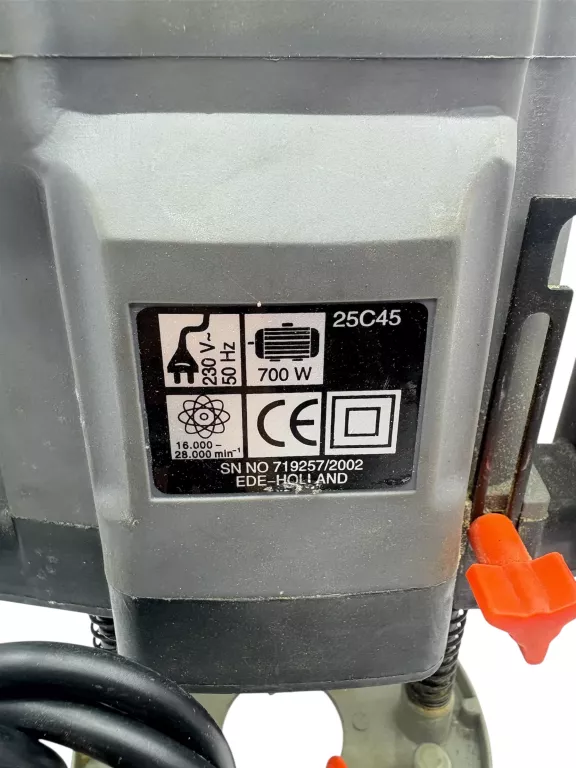 25C45
230 V~
50 Hz
700 W
16.000 –
28.000 min⁻¹
CE
SN NO 719257/2002
EDE-HOLLAND